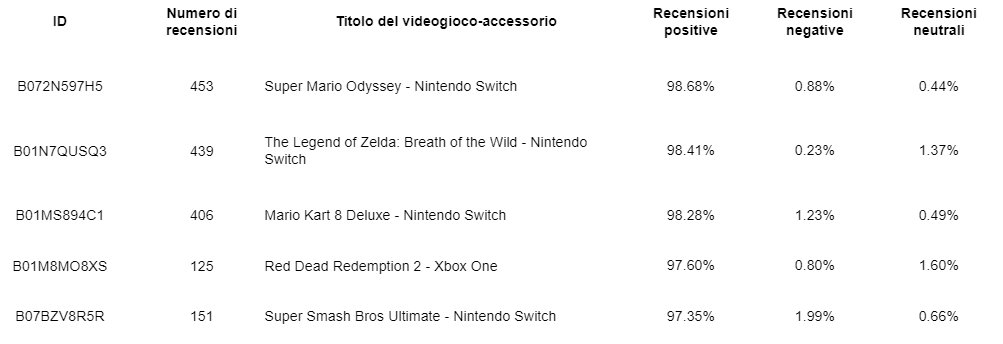 ID Numero di recensioni Titolo del videogioco-accessorio Recensioni positive Recensioni negative Recensioni neutrali
B072N597H5 453 Super Mario Odyssey - Nintendo Switch 98.68% 0.88% 0.44%
B01N7QUSQ3 439 The Legend of Zelda: Breath of the Wild - Nintendo Switch 98.41% 0.23% 1.37%
B01MS894C1 406 Mario Kart 8 Deluxe - Nintendo Switch 98.28% 1.23% 0.49%
B01M8MO8XS 125 Red Dead Redemption 2 - Xbox One 97.60% 0.80% 1.60%
B07BZV8R5R 151 Super Smash Bros Ultimate - Nintendo Switch 97.35% 1.99% 0.66%